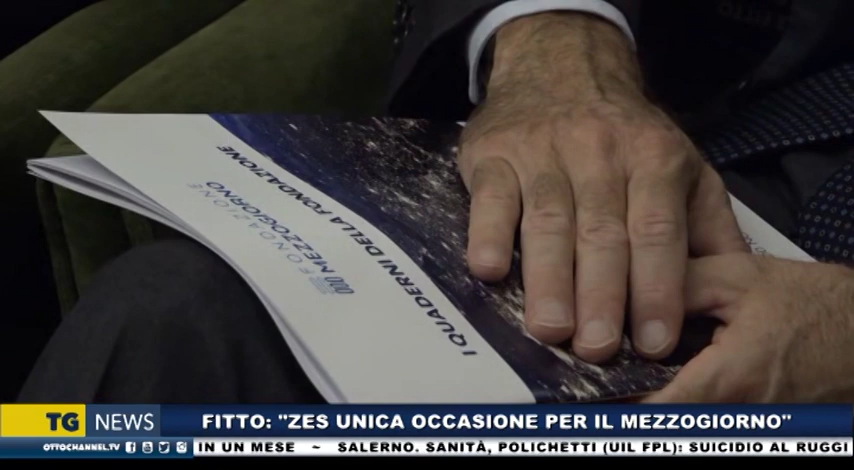 I QUADERNI DELLA FONDAZIONE
FONDAZIONE
MEZZOGIORNO
TG NEWS
FITTO: "ZES UNICA OCCASIONE PER IL MEZZOGIORNO"
OTTOCHANNEL.TV
IN UN MESE ~ SALERNO. SANITÀ, POLICHETTI (UIL FPL): SUICIDIO AL RUGGI